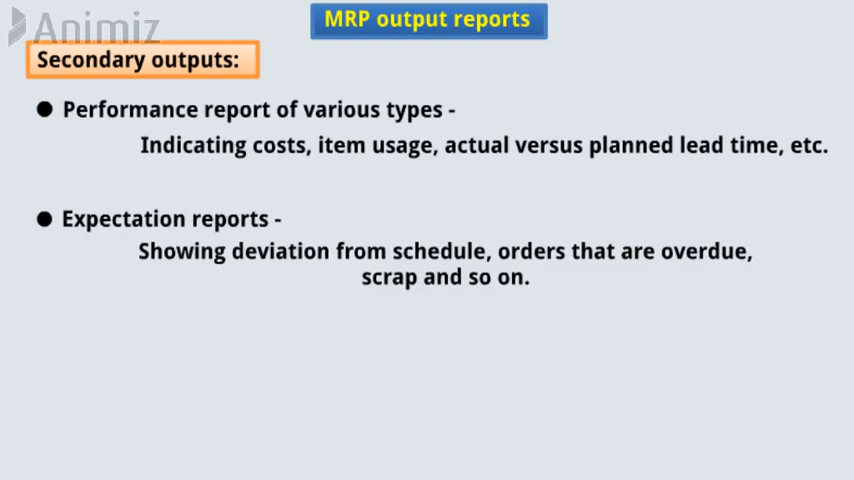 Animiz
MRP output reports
Secondary outputs:
● Performance report of various types -
Indicating costs, item usage, actual versus planned lead time, etc.
● Expectation reports -
Showing deviation from schedule, orders that are overdue,
scrap and so on.